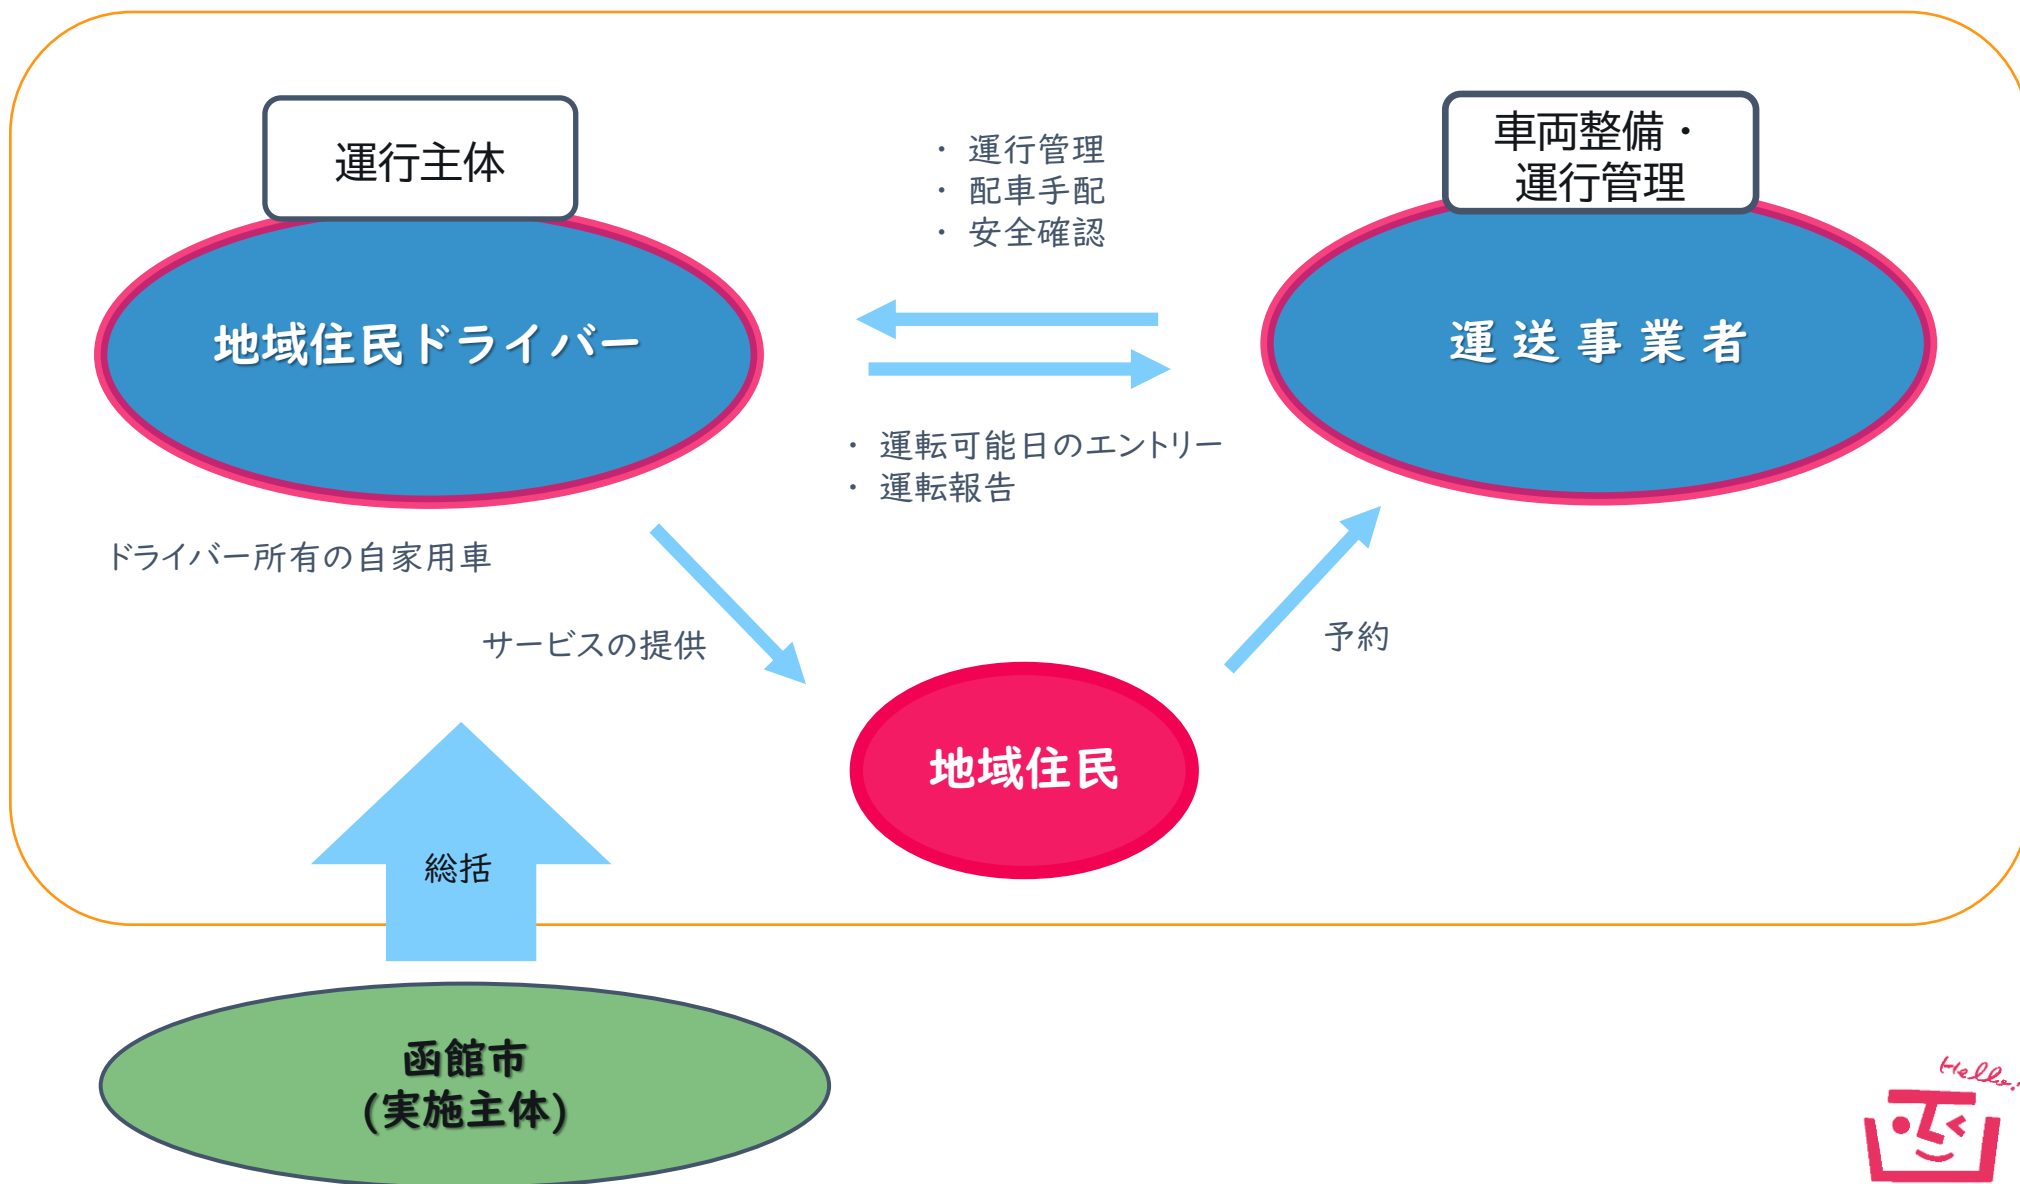 運行主体
車両整備・
運行管理
・ 運行管理
・ 配車手配
・ 安全確認
地域住民ドライバー
運送事業者
・ 運転可能日のエントリー
・ 運転報告
ドライバー所有の自家用車
サービスの提供
予約
地域住民
総括
函館市
(実施主体)
Hello!